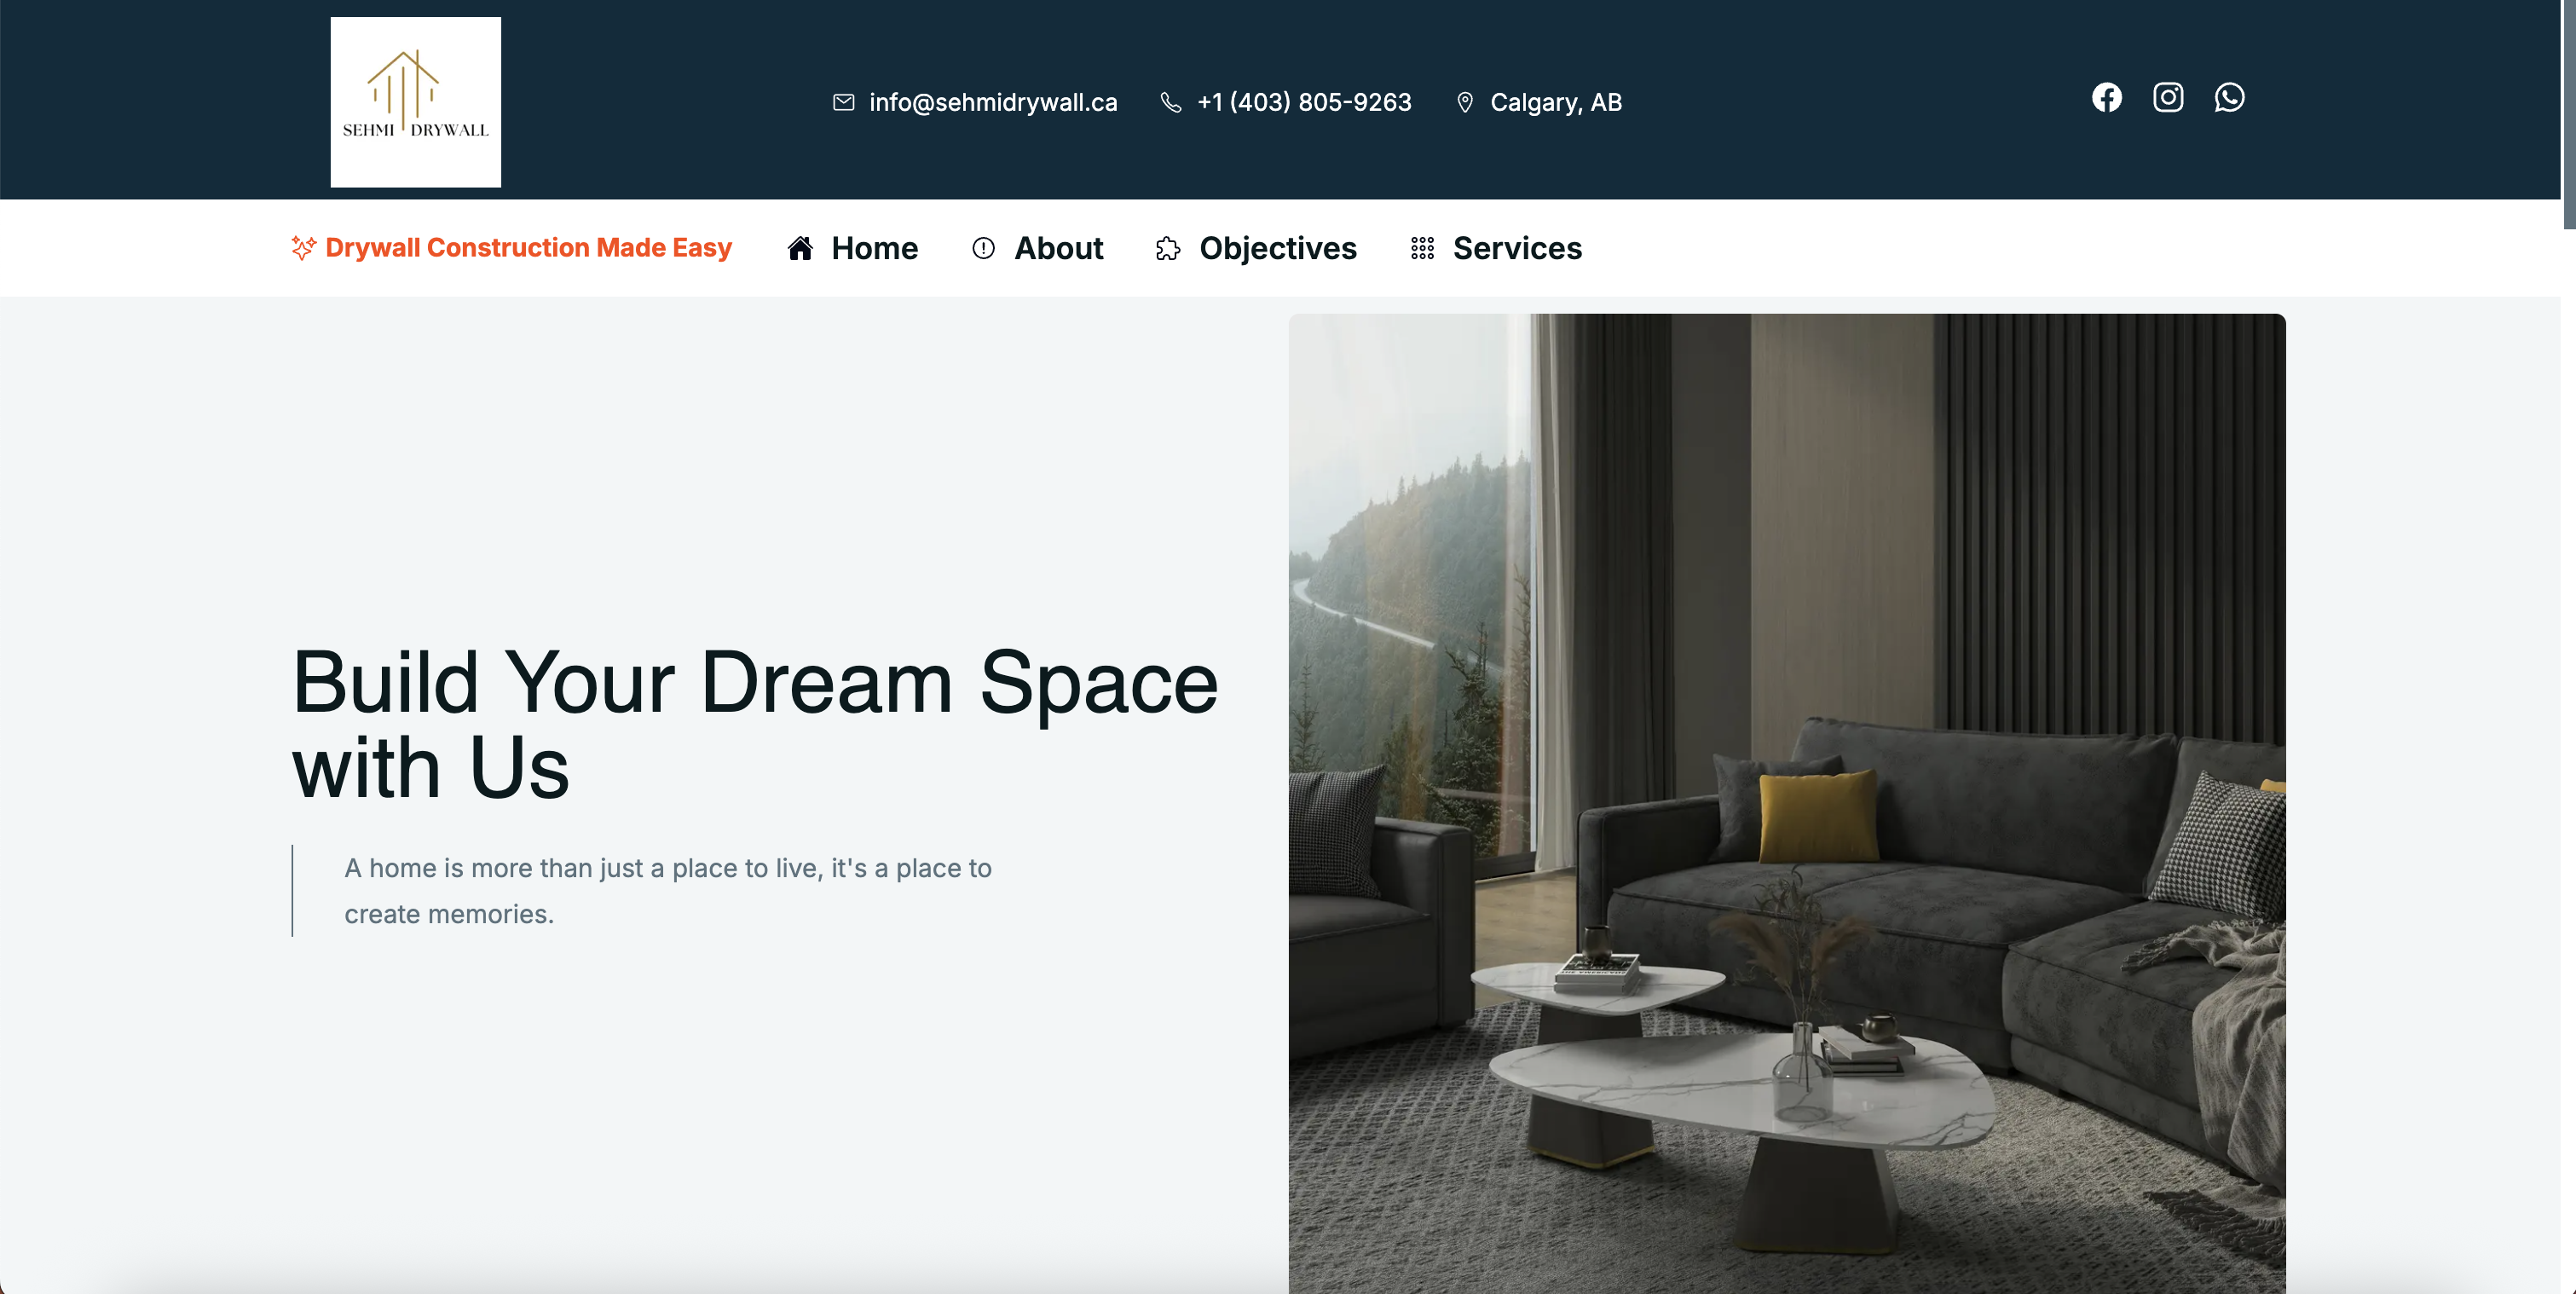 SEHMI DRYWALL
info@sehmidrywall.ca
+1 (403) 805-9263
Calgary, AB
Drywall Construction Made Easy
Home
About
Objectives
Services
Build Your Dream Space
with Us
A home is more than just a place to live, it's a place to
create memories.